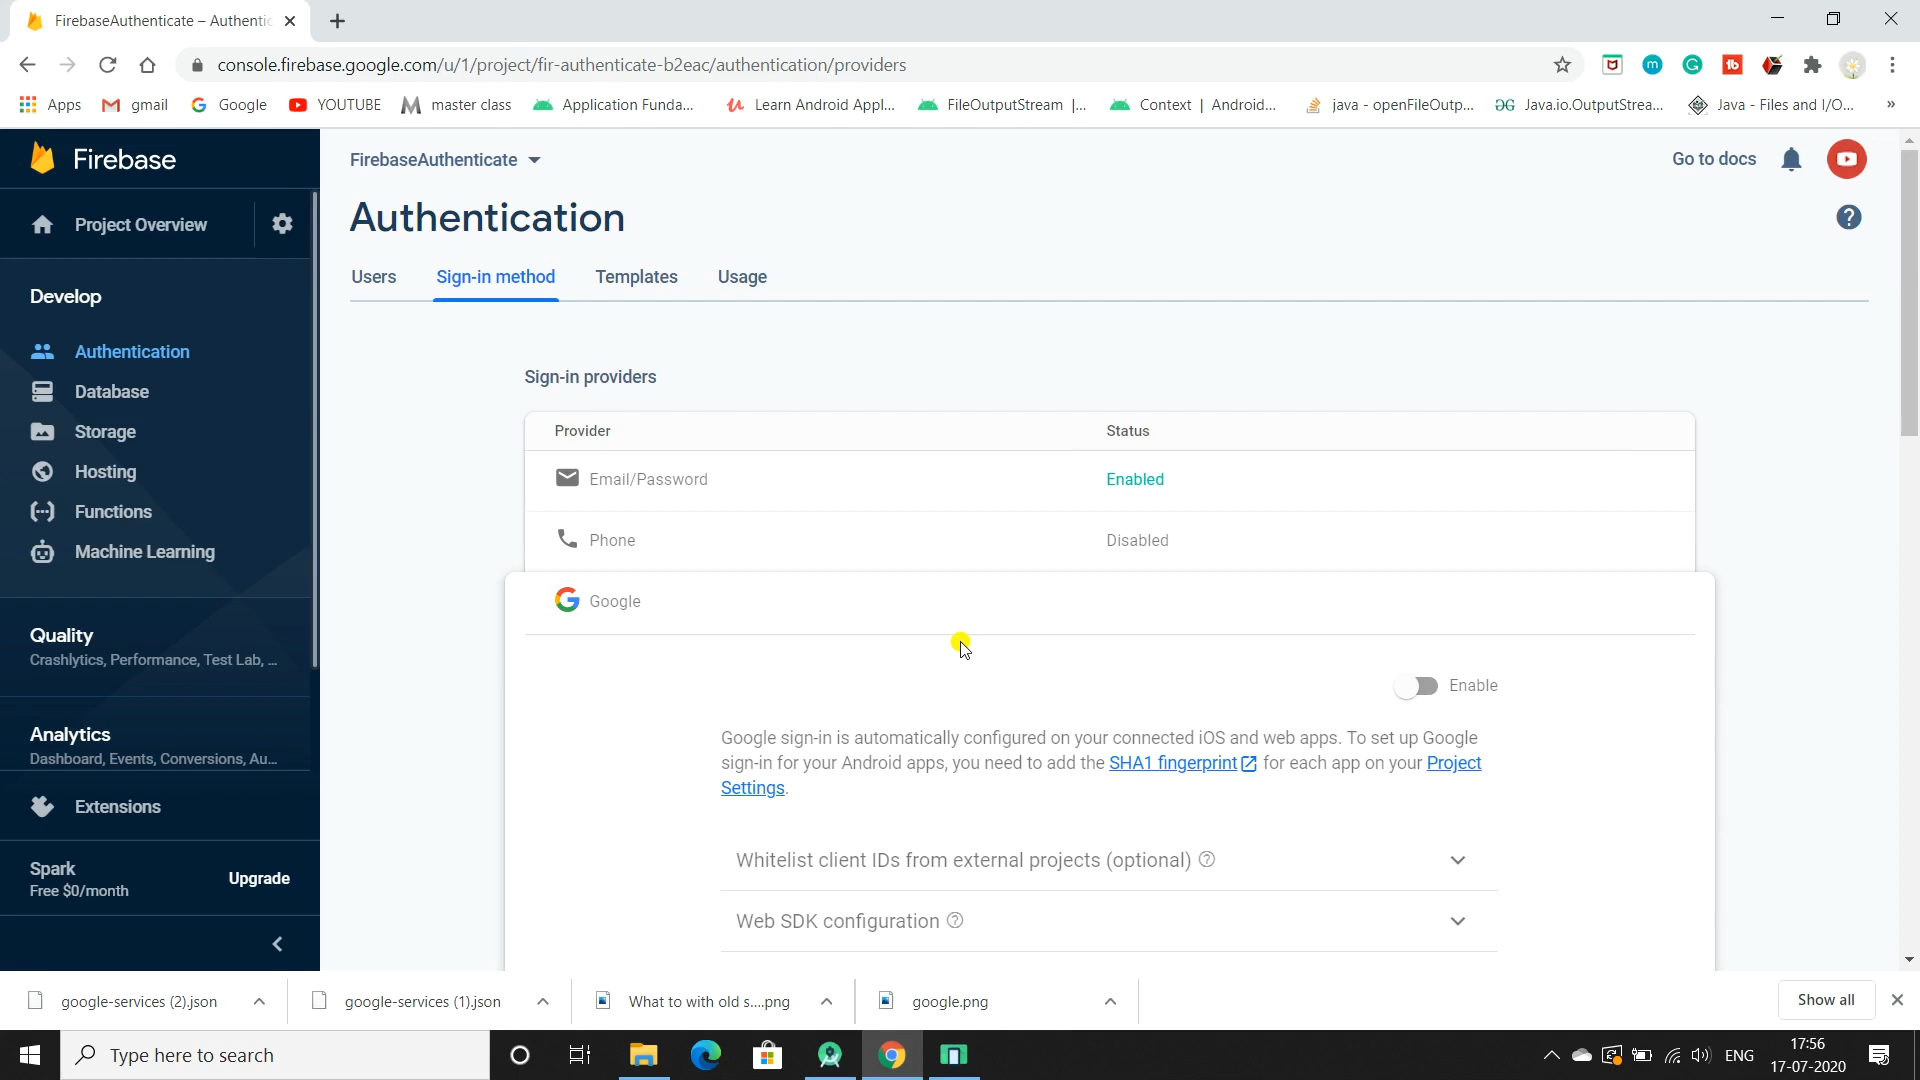 FirebaseAuthenticate – Authentic
console.firebase.google.com/u/1/project/fir-authenticate-b2eac/authentication/providers
Apps gmail Google YOUTUBE master class Application Funda... Learn Android Appl... FileOutputStream |... Context | Android... java - openFileOutp... Java.io.OutputStrea... Java - Files and I/O... »
Firebase
FirebaseAuthenticate
Go to docs
Project Overview
Authentication
Users Sign-in method Templates Usage
Develop
Authentication
Database
Storage
Hosting
Functions
Machine Learning
Quality
Crashlytics, Performance, Test Lab, ...
Analytics
Dashboard, Events, Conversions, Au...
Extensions
Spark
Free $0/month
Upgrade
Sign-in providers
Provider Status
Email/Password Enabled
Phone Disabled
Google
Enable
Google sign-in is automatically configured on your connected iOS and web apps. To set up Google
sign-in for your Android apps, you need to add the SHA1 fingerprint for each app on your Project
Settings.
Whitelist client IDs from external projects (optional)
Web SDK configuration
google-services (2).json google-services (1).json What to with old s....png google.png Show all
Type here to search
ENG
17:56
17-07-2020